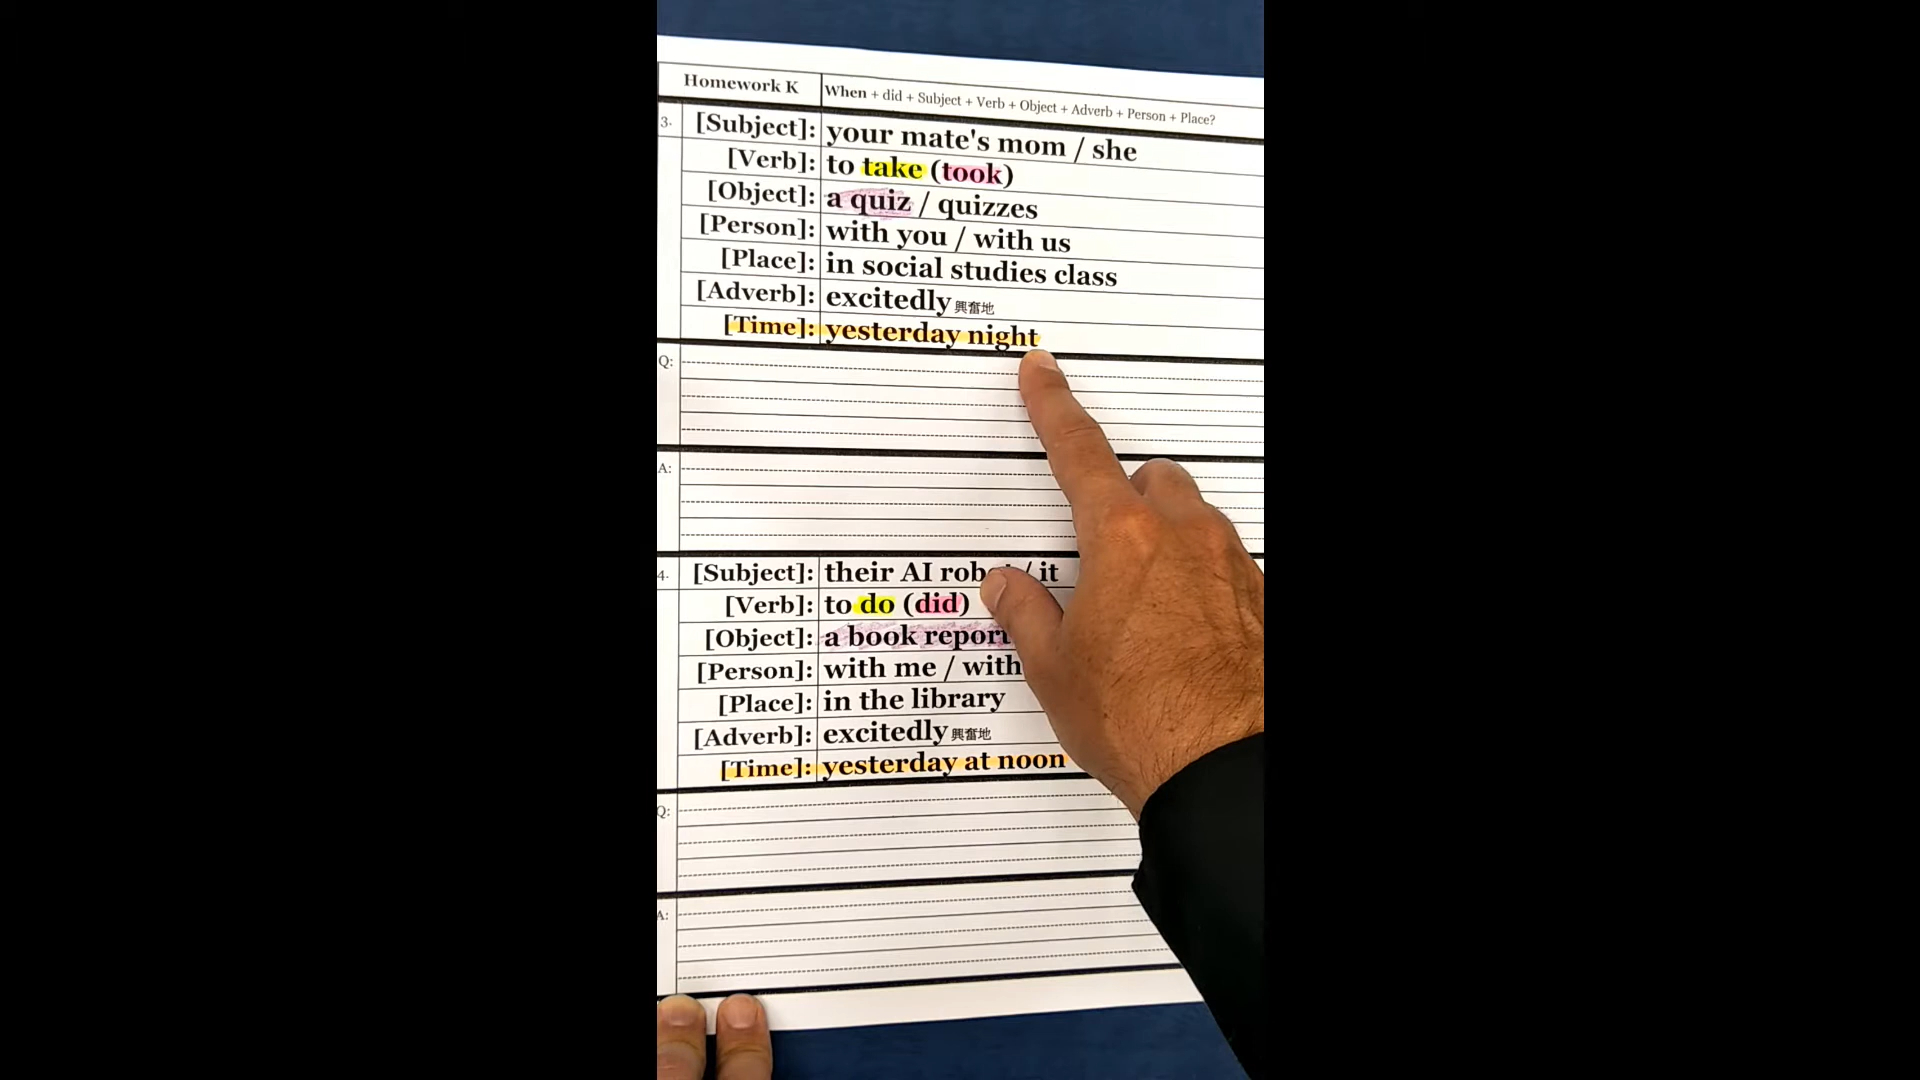 Homework K
When + did + Subject + Verb + Object + Adverb + Person + Place?
3. [Subject]: your mate's mom / she
[Verb]: to take (took)
[Object]: a quiz / quizzes
[Person]: with you / with us
[Place]: in social studies class
[Adverb]: excitedly 興奮地
[Time]: yesterday night
Q:
A:
4. [Subject]: their AI / it
[Verb]: to do (did)
[Object]: a book report
[Person]: with me / with
[Place]: in the library
[Adverb]: excitedly 興奮地
[Time]: yesterday at noon
Q:
A: